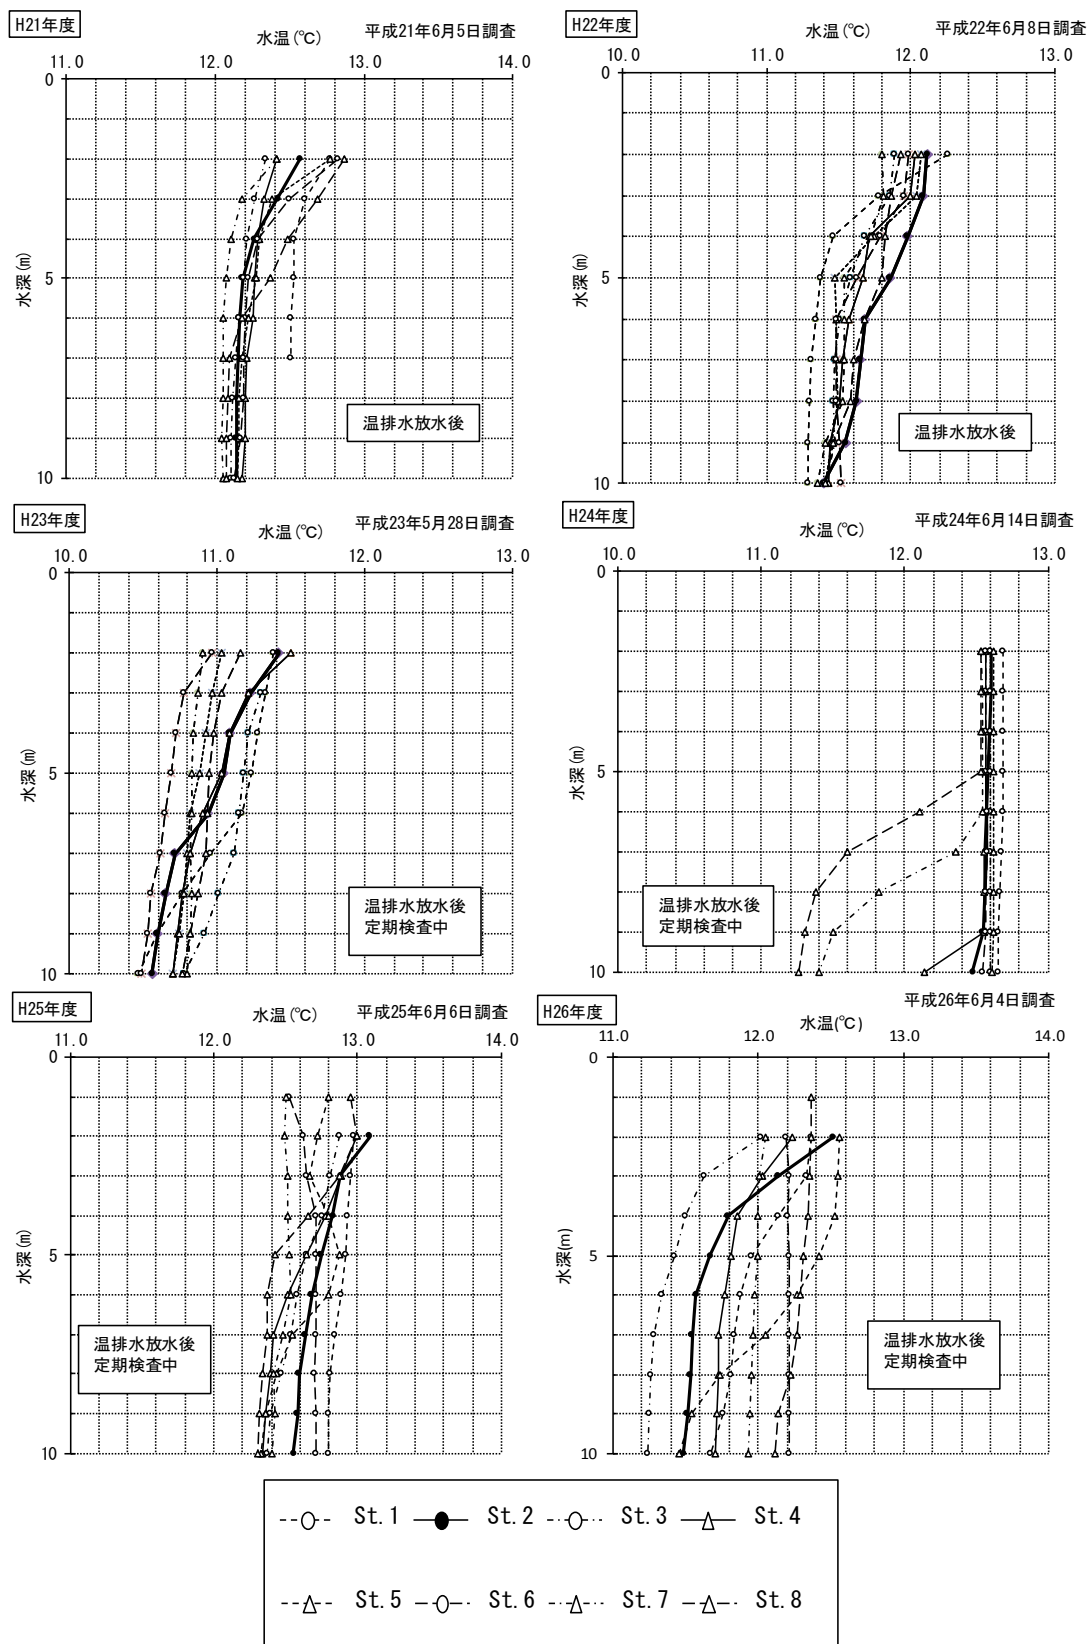 H21年度
水温(℃)
平成21年6月5日調査
11.0 12.0 13.0 14.0
0
5
10
水深(m)
温排水放水後
H22年度
水温(℃)
平成22年6月8日調査
10.0 11.0 12.0 13.0
0
5
10
水深(m)
温排水放水後
H23年度
水温(℃)
平成23年5月28日調査
10.0 11.0 12.0 13.0
0
5
10
水深(m)
温排水放水後
定期検査中
H24年度
水温(℃)
平成24年6月14日調査
10.0 11.0 12.0 13.0
0
5
10
水深(m)
温排水放水後
定期検査中
H25年度
水温(℃)
平成25年6月6日調査
11.0 12.0 13.0 14.0
0
5
10
水深(m)
温排水放水後
定期検査中
H26年度
水温(℃)
平成26年6月4日調査
11.0 12.0 13.0 14.0
0
5
10
水深(m)
温排水放水後
定期検査中
St.1 St.2 St.3 St.4
St.5 St.6 St.7 St.8